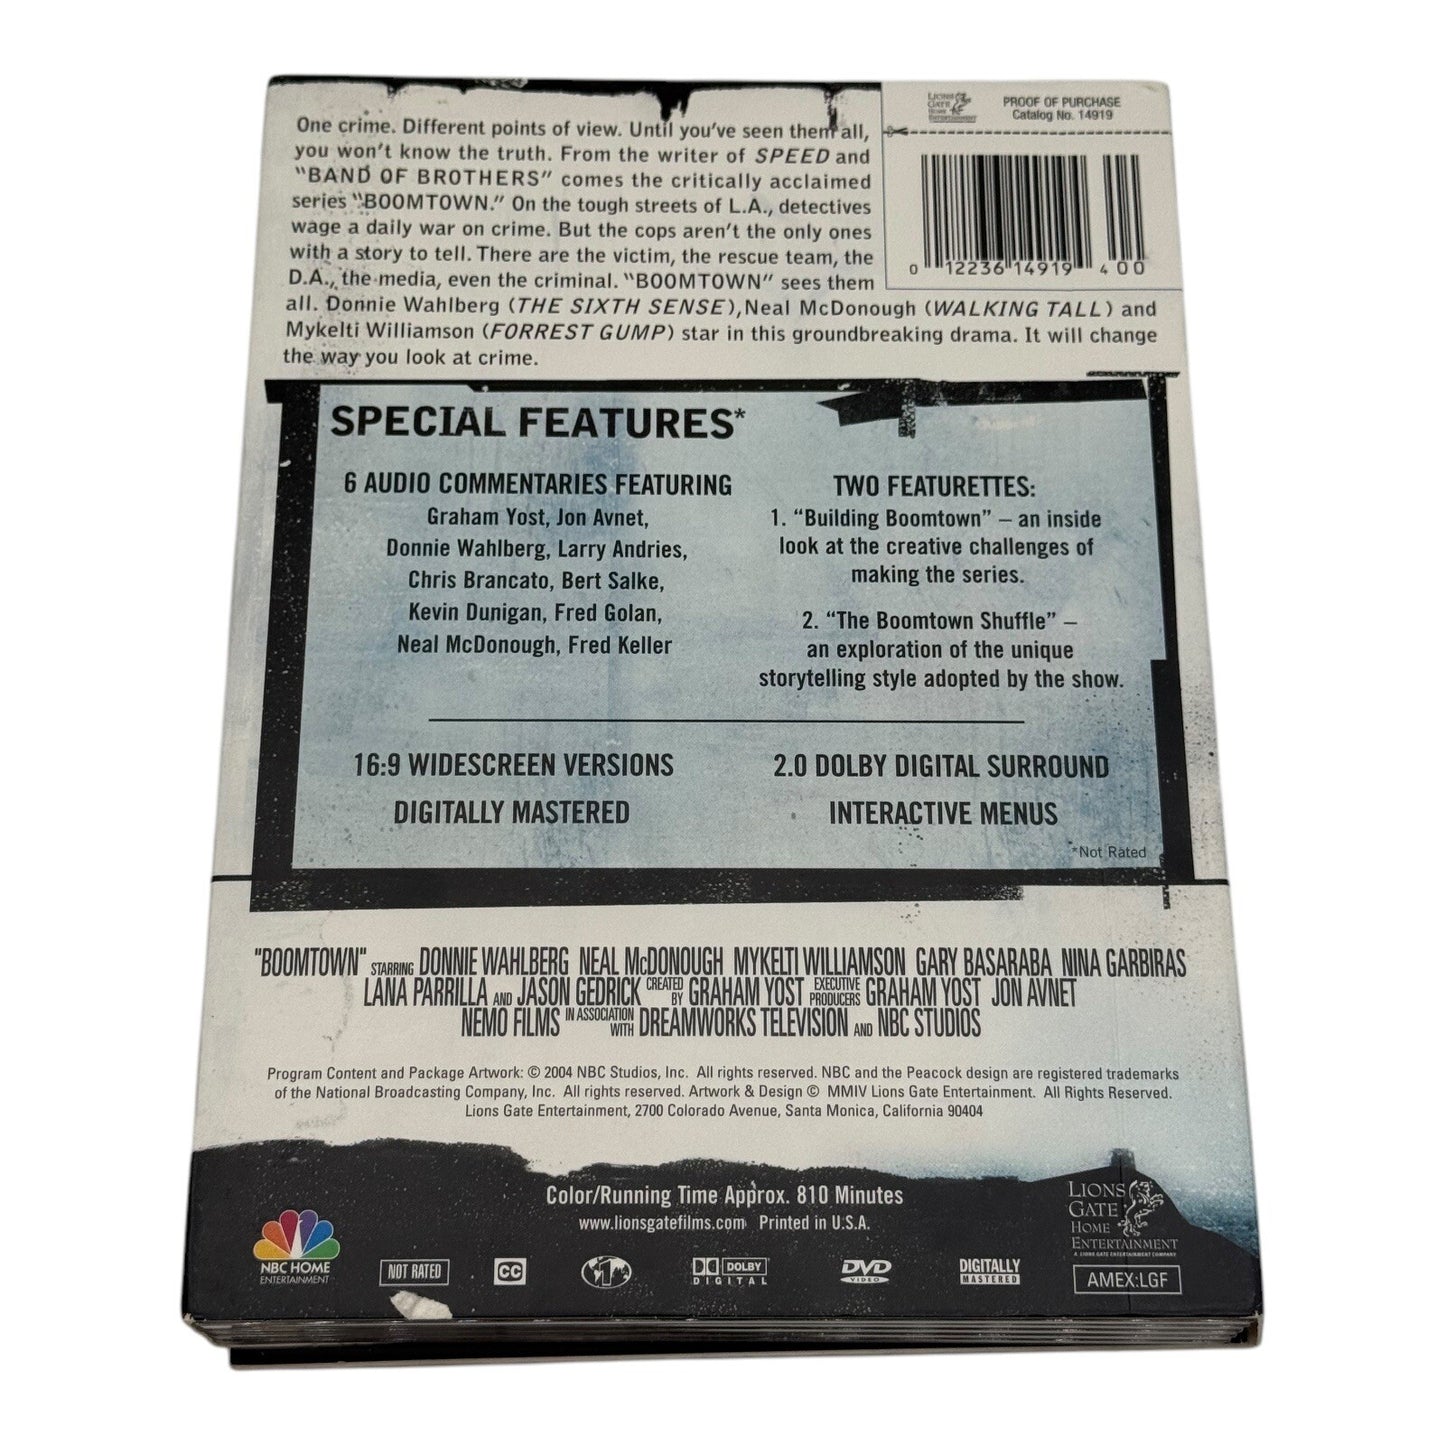 One crime. Different points of view. Until you've seen them all,
you won't know the truth. From the writer of SPEED and
"BAND OF BROTHERS" comes the critically acclaimed
series "BOOMTOWN." On the tough streets of L.A., detectives
wage a daily war on crime. But the cops aren't the only ones
with a story to tell. There are the victim, the rescue team, the
D.A., the media, even the criminal. "BOOMTOWN" sees them
all. Donnie Wahlberg (THE SIXTH SENSE), Neal McDonough (WALKING TALL) and
Mykelti Williamson (FORREST GUMP) star in this groundbreaking drama. It will change
the way you look at crime.
LIONS
GATE
HOME
ENTERTAINMENT
PROOF OF PURCHASE
Catalog No. 14919
0 12236 14919 4 00
SPECIAL FEATURES*
6 AUDIO COMMENTARIES FEATURING
Graham Yost, Jon Avnet,
Donnie Wahlberg, Larry Andries,
Chris Brancato, Bert Salke,
Kevin Dunigan, Fred Golan,
Neal McDonough, Fred Keller
TWO FEATURETTES:
1. "Building Boomtown" – an inside
look at the creative challenges of
making the series.
2. "The Boomtown Shuffle" –
an exploration of the unique
storytelling style adopted by the show.
16:9 WIDESCREEN VERSIONS
DIGITALLY MASTERED
2.0 DOLBY DIGITAL SURROUND
INTERACTIVE MENUS
*Not Rated
"BOOMTOWN" STARRING DONNIE WAHLBERG NEAL McDONOUGH MYKELTI WILLIAMSON GARY BASARABA NINA GARBIRAS
LANA PARRILLA AND JASON GEDRICK CREATED BY GRAHAM YOST EXECUTIVE PRODUCERS GRAHAM YOST JON AVNET
NEMO FILMS IN ASSOCIATION WITH DREAMWORKS TELEVISION AND NBC STUDIOS
Program Content and Package Artwork: © 2004 NBC Studios, Inc. All rights reserved. NBC and the Peacock design are registered trademarks
of the National Broadcasting Company, Inc. All rights reserved. Artwork & Design © MMIV Lions Gate Entertainment. All Rights Reserved.
Lions Gate Entertainment, 2700 Colorado Avenue, Santa Monica, California 90404
Color/Running Time Approx. 810 Minutes
www.lionsgatefilms.com Printed in U.S.A.
NBC HOME
ENTERTAINMENT
NOT RATED
CC
1
DOLBY
DIGITAL
DVD
VIDEO
DIGITALLY
MASTERED
LIONS
GATE
HOME
ENTERTAINMENT
A LIONS GATE ENTERTAINMENT COMPANY
AMEX:LGF